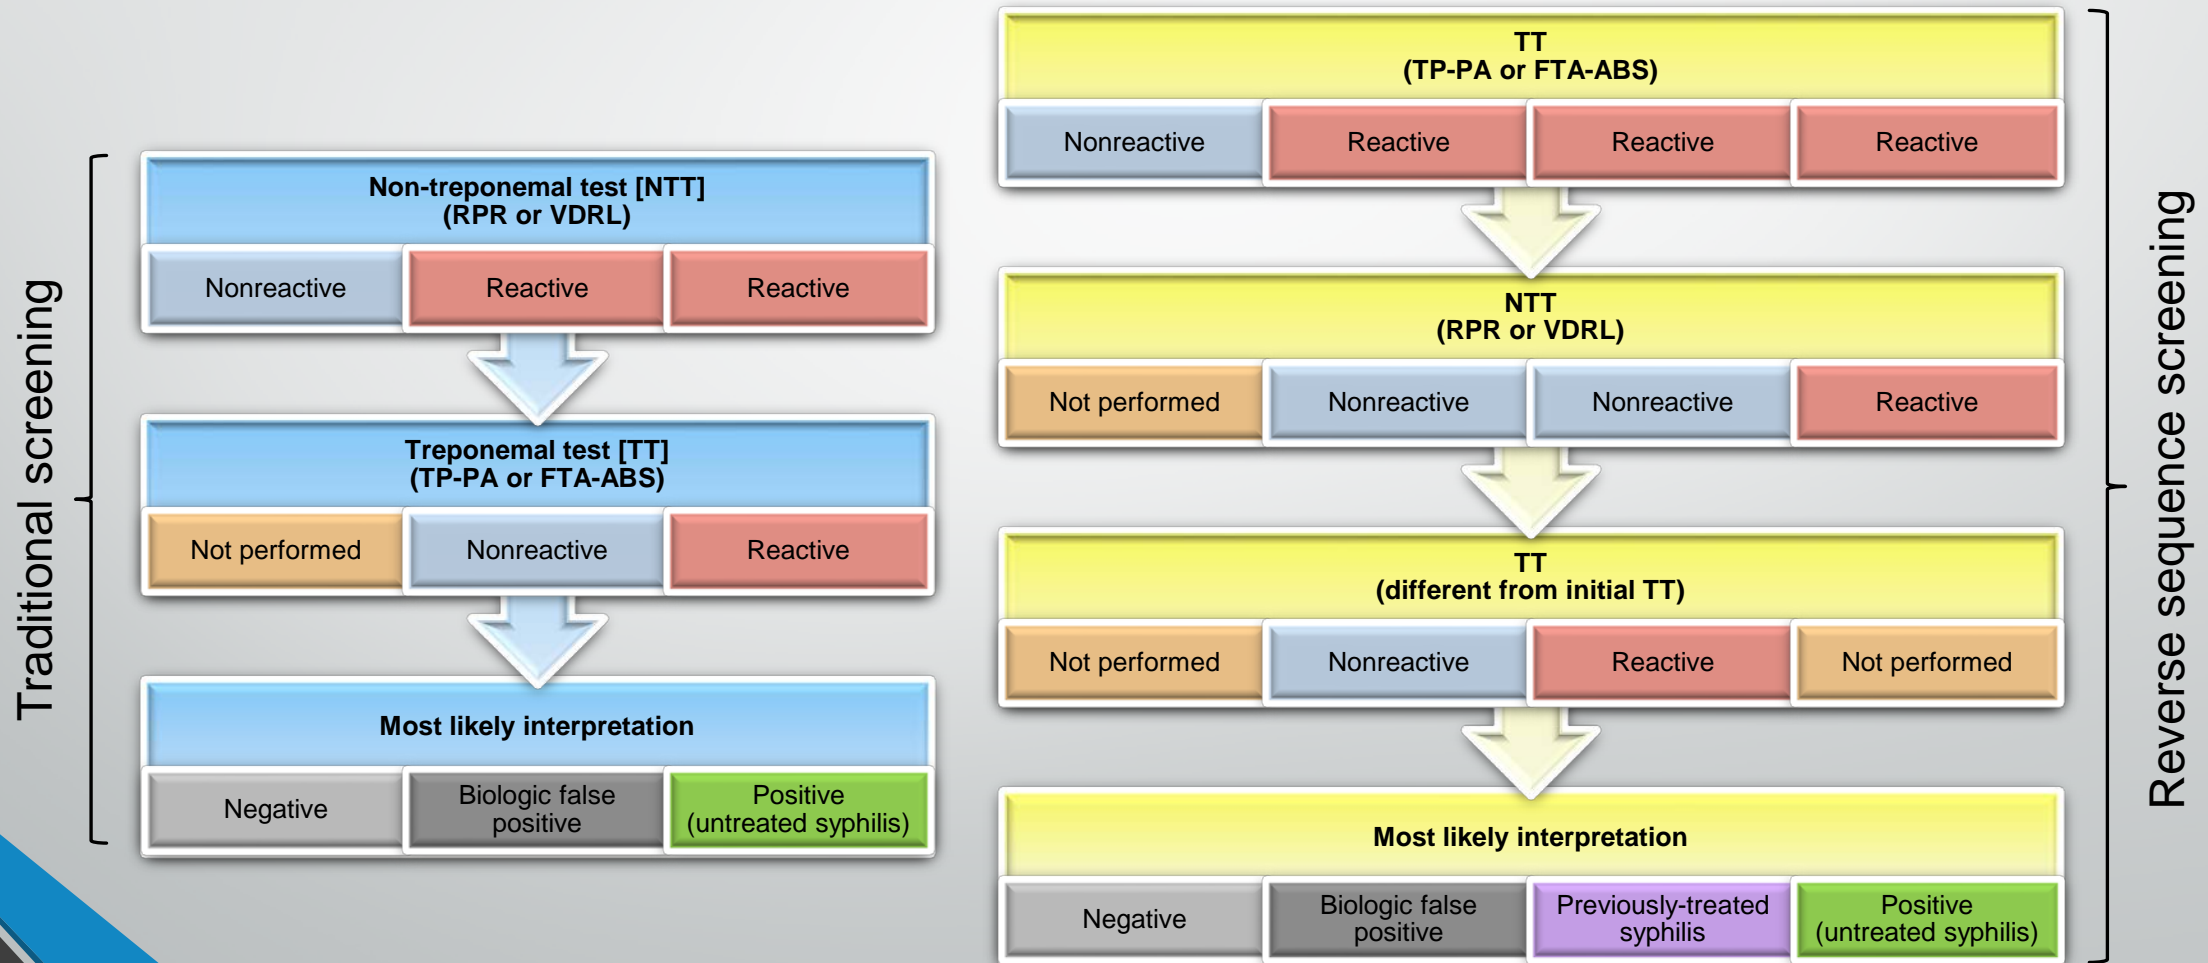 Traditional screening
Non-treponemal test [NTT]
(RPR or VDRL)
Nonreactive
Reactive
Reactive
Treponemal test [TT]
(TP-PA or FTA-ABS)
Not performed
Nonreactive
Reactive
Most likely interpretation
Negative
Biologic false
positive
Positive
(untreated syphilis)
TT
(TP-PA or FTA-ABS)
Nonreactive
Reactive
Reactive
Reactive
NTT
(RPR or VDRL)
Not performed
Nonreactive
Nonreactive
Reactive
TT
(different from initial TT)
Not performed
Nonreactive
Reactive
Not performed
Most likely interpretation
Negative
Biologic false
positive
Previously-treated
syphilis
Positive
(untreated syphilis)
Reverse sequence screening